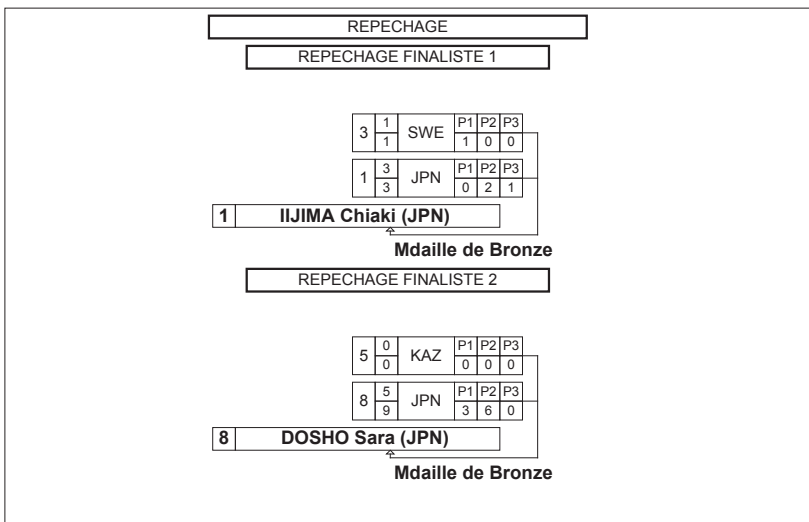 REPECHAGE
REPECHAGE FINALISTE 1
3 1 SWE P1 P2 P3
1 1 0 0
1 3 JPN P1 P2 P3
3 0 2 1
1 IIJIMA Chiaki (JPN)
Mdaille de Bronze
REPECHAGE FINALISTE 2
5 0 KAZ P1 P2 P3
0 0 0 0
8 5 JPN P1 P2 P3
9 3 6 0
8 DOSHO Sara (JPN)
Mdaille de Bronze